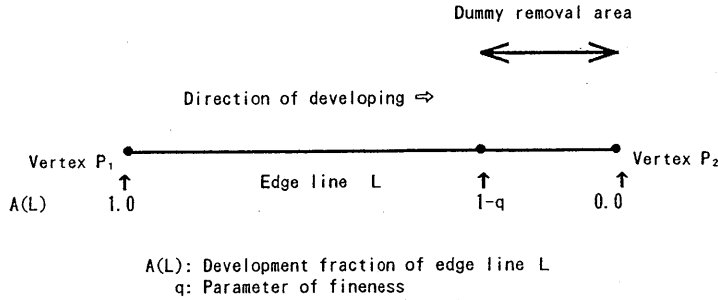 Dummy removal area
Direction of developing ⇨
Vertex P₁
Vertex P₂
Edge line L
A(L) 1.0 1-q 0.0
A(L): Development fraction of edge line L
q: Parameter of fineness